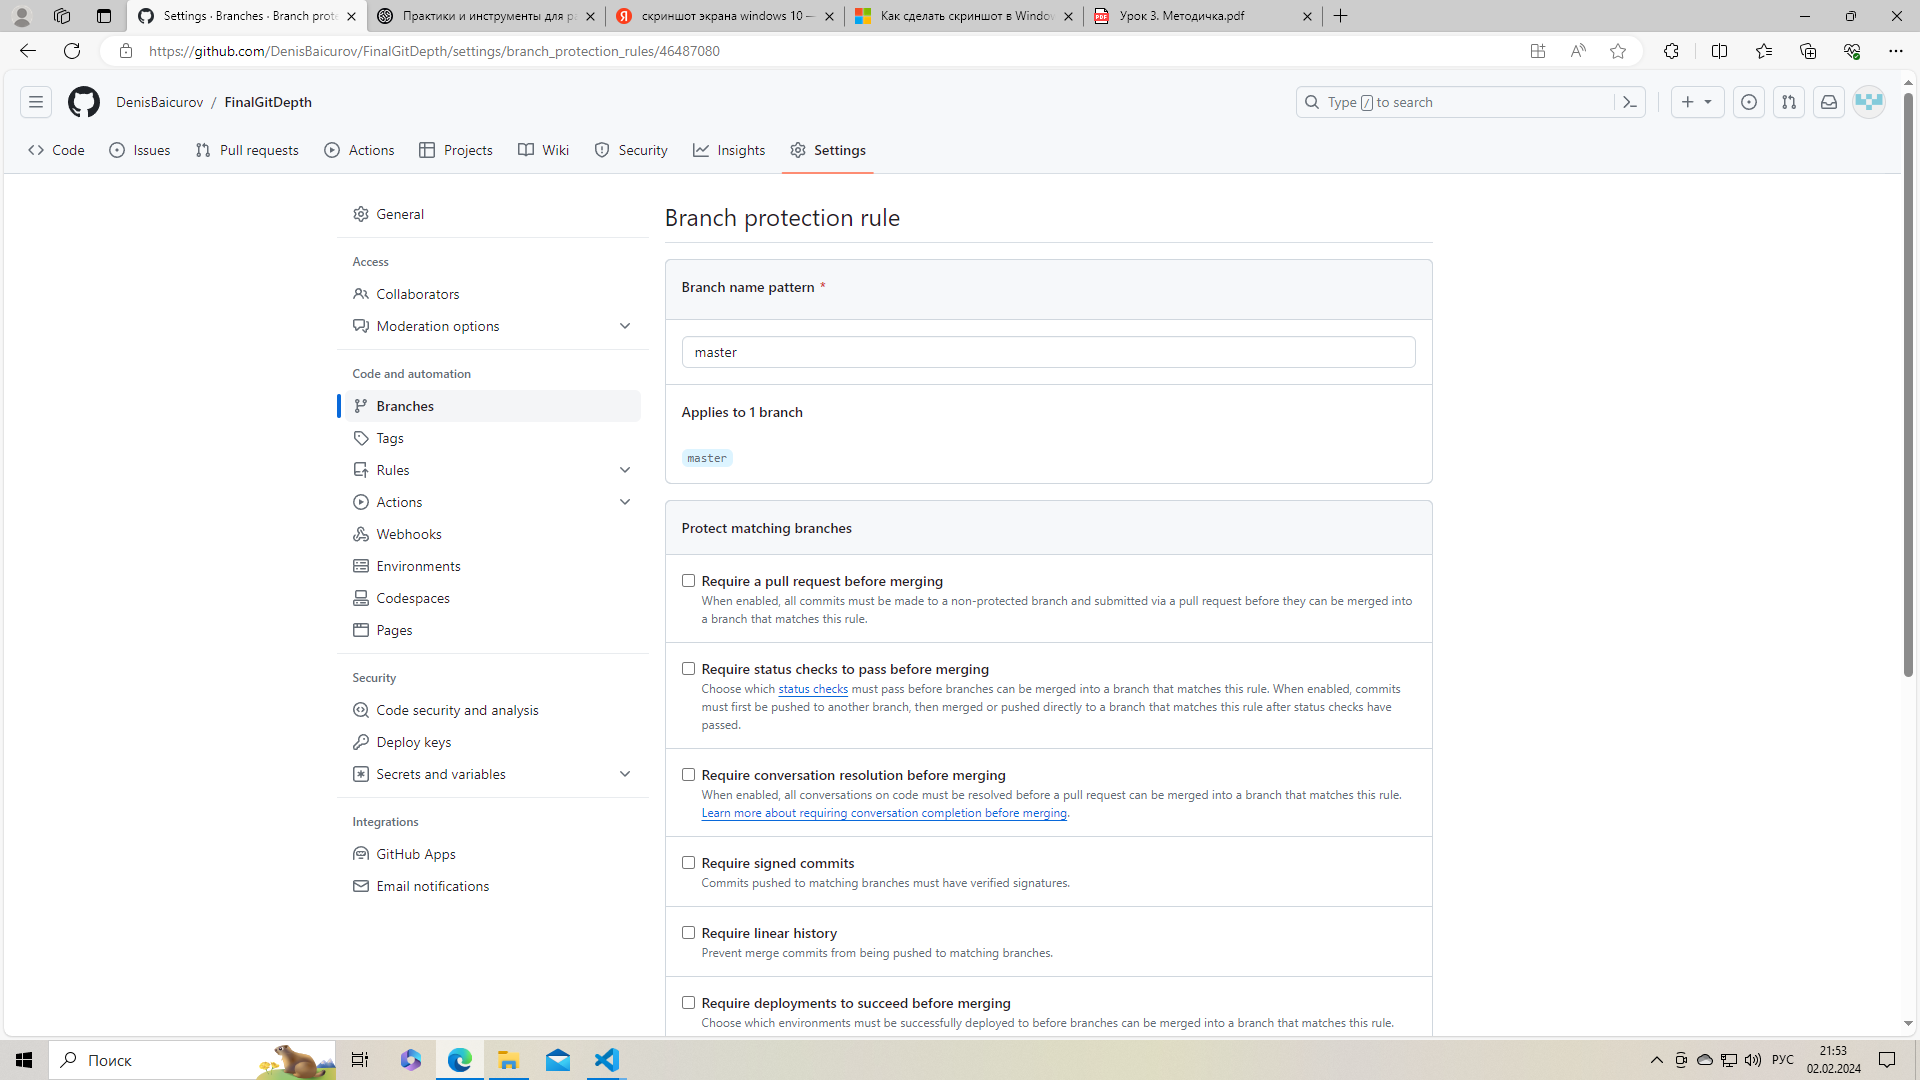 Settings · Branches · Branch prote
Практики и инструменты для ра
скриншот экрана windows 10 —
Как сделать скриншот в Window
Урок 3. Методичка.pdf
https://github.com/DenisBaicurov/FinalGitDepth/settings/branch_protection_rules/46487080
DenisBaicurov / FinalGitDepth
Type / to search
Code
Issues
Pull requests
Actions
Projects
Wiki
Security
Insights
Settings
General
Access
Collaborators
Moderation options
Code and automation
Branches
Tags
Rules
Actions
Webhooks
Environments
Codespaces
Pages
Security
Code security and analysis
Deploy keys
Secrets and variables
Integrations
GitHub Apps
Email notifications
Branch protection rule
Branch name pattern *
master
Applies to 1 branch
master
Protect matching branches
Require a pull request before merging
When enabled, all commits must be made to a non-protected branch and submitted via a pull request before they can be merged into
a branch that matches this rule.
Require status checks to pass before merging
Choose which status checks must pass before branches can be merged into a branch that matches this rule. When enabled, commits
must first be pushed to another branch, then merged or pushed directly to a branch that matches this rule after status checks have
passed.
Require conversation resolution before merging
When enabled, all conversations on code must be resolved before a pull request can be merged into a branch that matches this rule.
Learn more about requiring conversation completion before merging.
Require signed commits
Commits pushed to matching branches must have verified signatures.
Require linear history
Prevent merge commits from being pushed to matching branches.
Require deployments to succeed before merging
Choose which environments must be successfully deployed to before branches can be merged into a branch that matches this rule.
Поиск
РУС
21:53
02.02.2024